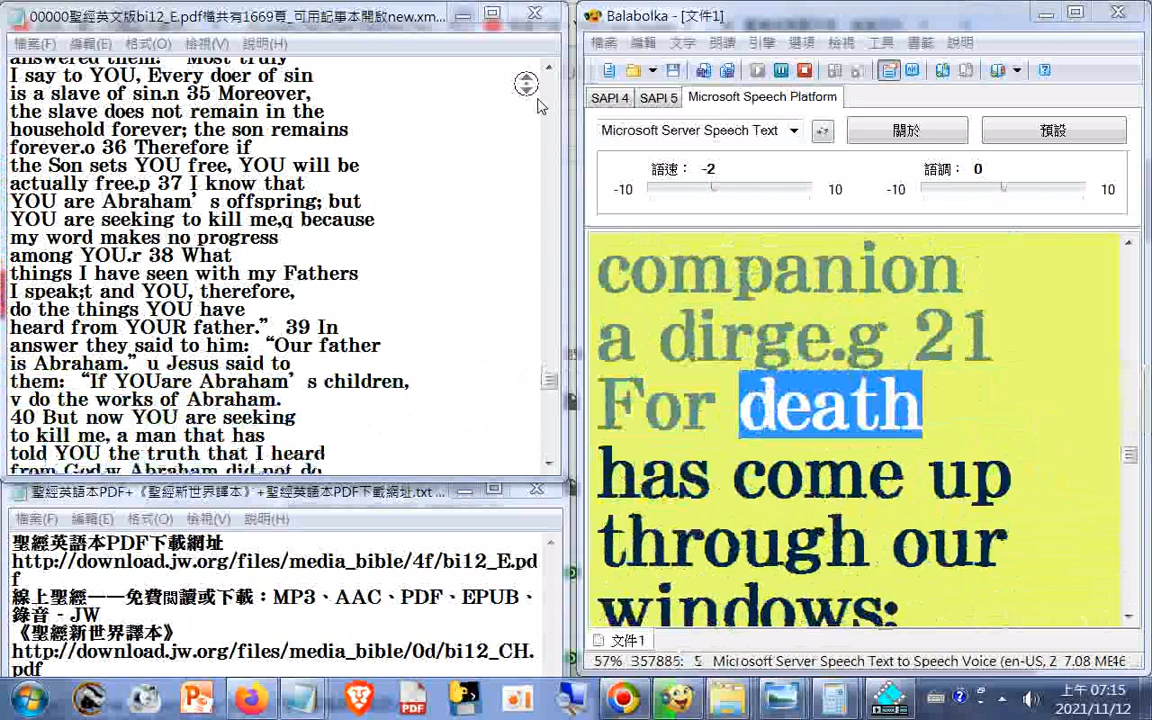 00000聖經英文版bi12_E.pdf檔共有1669頁_可用記事本開啟new.xm...
檔案(F) 編輯(E) 格式(O) 檢視(V) 說明(H)
answered them: “Most truly
I say to YOU, Every doer of sin
is a slave of sin.n 35 Moreover,
the slave does not remain in the
household forever; the son remains
forever.o 36 Therefore if
the Son sets YOU free, YOU will be
actually free.p 37 I know that
YOU are Abraham’s offspring; but
YOU are seeking to kill me,q because
my word makes no progress
among YOU.r 38 What
things I have seen with my Fathers
I speak;t and YOU, therefore,
do the things YOU have
heard from YOUR father.” 39 In
answer they said to him: “Our father
is Abraham.”u Jesus said to
them: “If YOUare Abraham’s children,
v do the works of Abraham.
40 But now YOU are seeking
to kill me, a man that has
told YOU the truth that I heard
from God.w Abraham did not do
聖經英語本PDF+《聖經新世界譯本》+聖經英語本PDF下載網址.txt ...
檔案(F) 編輯(E) 格式(O) 檢視(V) 說明(H)
聖經英語本PDF下載網址
http://download.jw.org/files/media_bible/4f/bi12_E.pd
f
線上聖經——免費閱讀或下載：MP3、AAC、PDF、EPUB、
錄音 - JW
《聖經新世界譯本》
http://download.jw.org/files/media_bible/0d/bi12_CH.
pdf
Balabolka - [文件1]
檔案 編輯 文字 朗讀 引擎 選項 檢視 工具 書籤 說明
SAPI 4 SAPI 5 Microsoft Speech Platform
Microsoft Server Speech Text 關於 預設
語速： -2 語調： 0
-10 10 -10 10
companion
a dirge.g 21
For death
has come up
through our
windows;
文件1
57% 357885: Microsoft Server Speech Text to Speech Voice (en-US, 2 7.08 ME46
上午 07:15
2021/11/12